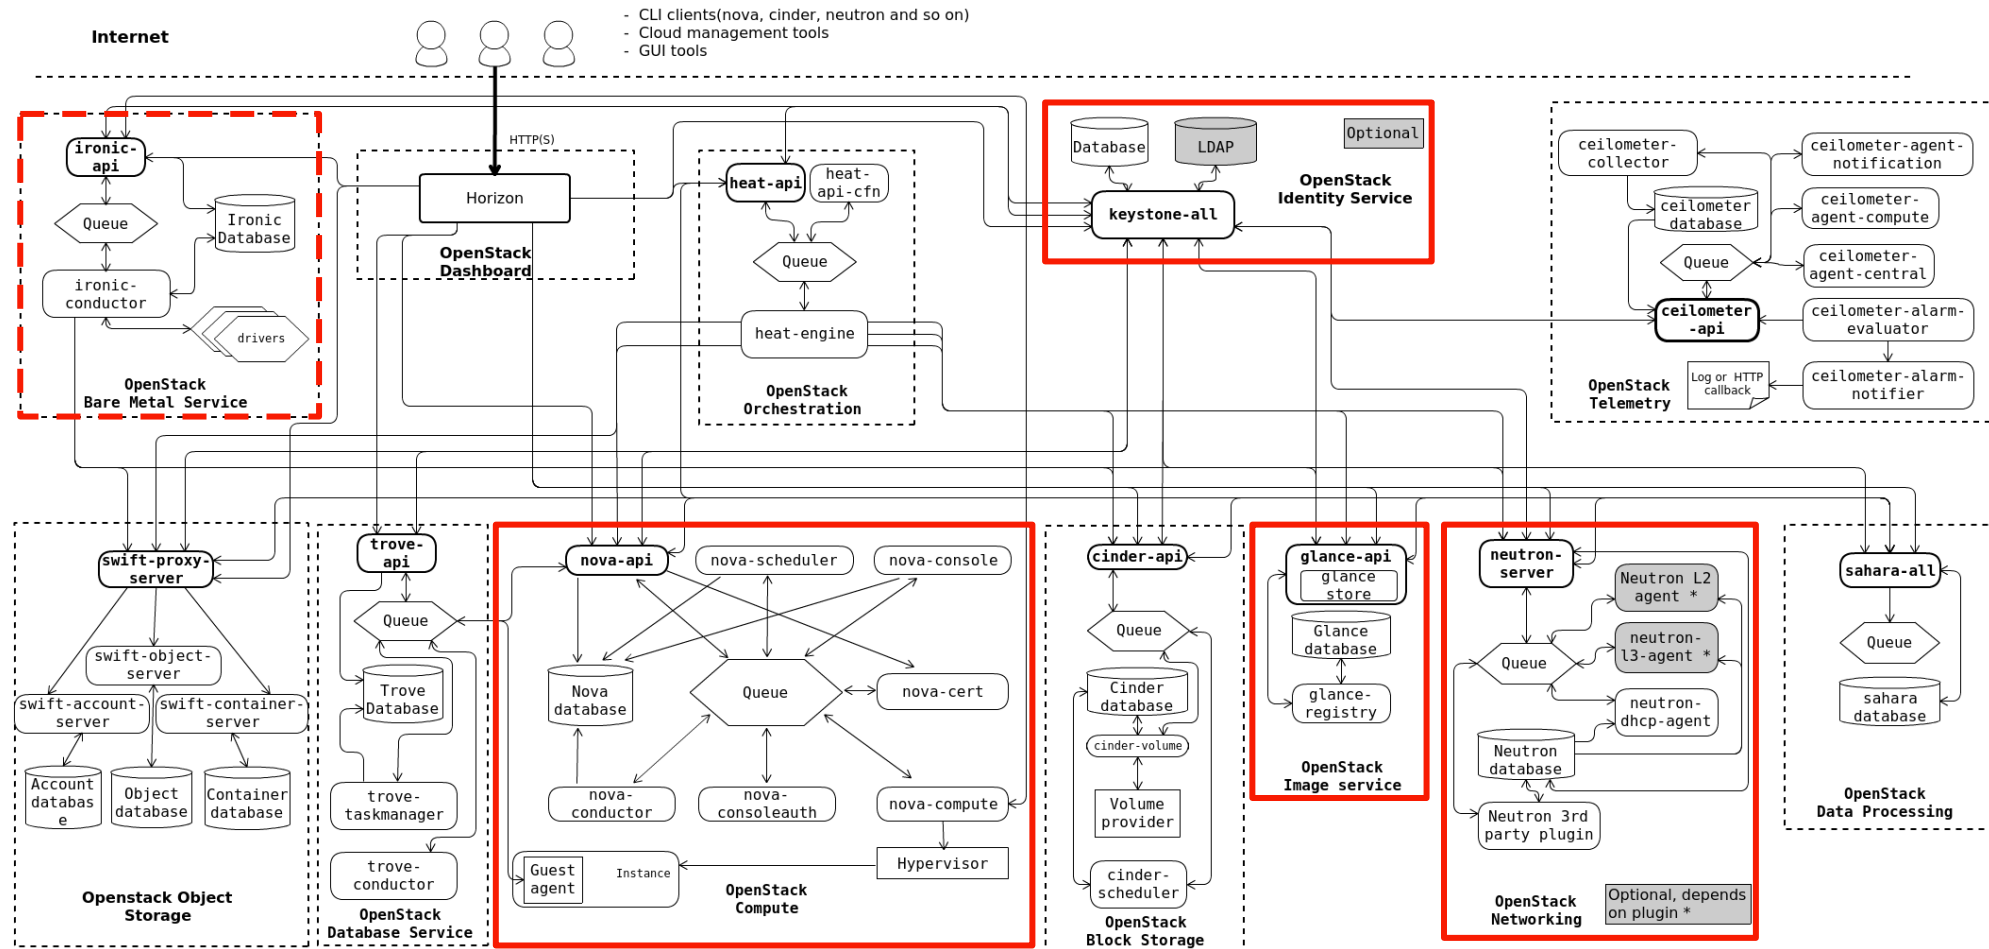 Internet
- CLI clients(nova, cinder, neutron and so on)
- Cloud management tools
- GUI tools
HTTP(S)
ironic-
api
Queue
Ironic
Database
ironic-
conductor
drivers
OpenStack
Bare Metal Service
Horizon
OpenStack
Dashboard
heat-api
heat-
api-cfn
Queue
heat-engine
OpenStack
Orchestration
Database
LDAP
Optional
keystone-all
OpenStack
Identity Service
ceilometer-
collector
ceilometer-agent-
notification
ceilometer
database
ceilometer-
agent-compute
Queue
ceilometer-
agent-central
ceilometer
-api
ceilometer-alarm-
evaluator
Log or HTTP
callback
ceilometer-alarm-
notifier
OpenStack
Telemetry
swift-proxy-
server
swift-object-
server
swift-account-
server
swift-container-
server
Account
databas
e
Object
database
Container
database
Openstack Object
Storage
trove-
api
Queue
Trove
Database
trove-
taskmanager
trove-
conductor
OpenStack
Database Service
nova-api
nova-scheduler
nova-console
Nova
database
Queue
nova-cert
nova-
conductor
nova-
consoleauth
nova-compute
Hypervisor
Guest
agent
Instance
OpenStack
Compute
cinder-api
Queue
Cinder
database
cinder-volume
Volume
provider
cinder-
scheduler
OpenStack
Block Storage
glance-api
glance
store
Glance
database
glance-
registry
OpenStack
Image service
neutron-
server
Neutron L2
agent *
neutron-
l3-agent *
Queue
neutron-
dhcp-agent
Neutron
database
Neutron 3rd
party plugin
OpenStack
Networking
Optional, depends
on plugin *
sahara-all
Queue
sahara
database
OpenStack
Data Processing